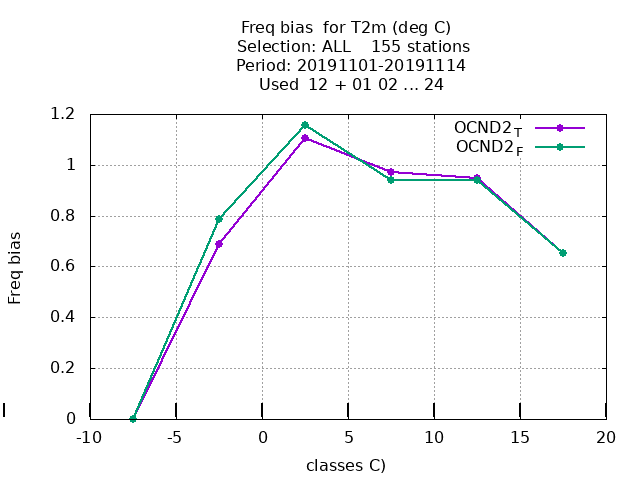 Freq bias  for T2m (deg C)
Selection: ALL    155 stations
Period: 20191101-20191114
Used  12 + 01 02 ... 24
OCND2T
OCND2F
1.2
1
0.8
0.6
0.4
0.2
0
Freq bias
-10 -5 0 5 10 15 20
classes C)